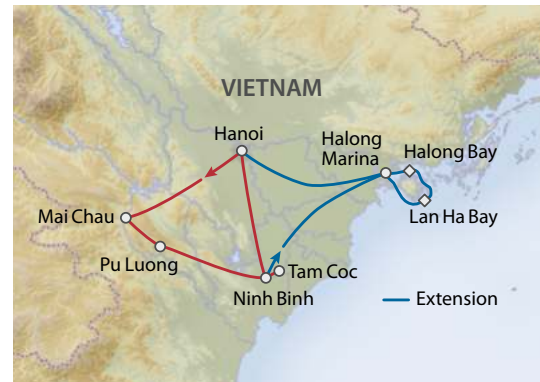 VIETNAM
Hanoi
Halong
Marina
Halong Bay
Mai Chau
Lan Ha Bay
Pu Luong
Tam Coc
Ninh Binh
Extension